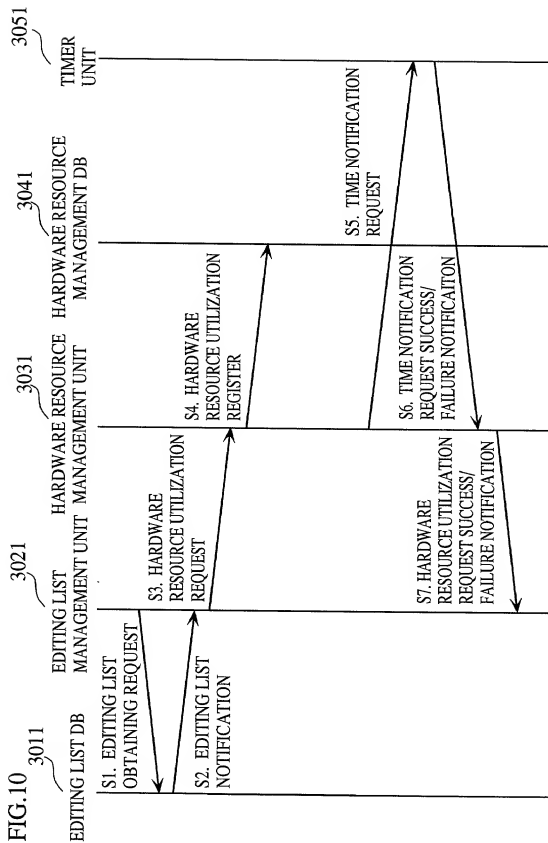 FIG.10
3011
EDITING LIST DB
3021
EDITING LIST
MANAGEMENT UNIT
3031
HARDWARE RESOURCE
MANAGEMENT UNIT
3041
HARDWARE RESOURCE
MANAGEMENT DB
3051
TIMER
UNIT
S1. EDITING LIST
OBTAINING REQUEST
S2. EDITING LIST
NOTIFICATION
S3. HARDWARE
RESOURCE UTILIZATION
REQUEST
S4. HARDWARE
RESOURCE UTILIZATION
REGISTER
S5. TIME NOTIFICATION
REQUEST
S6. TIME NOTIFICATION
REQUEST SUCCESS/
FAILURE NOTIFICAITON
S7. HARDWARE
RESOURCE UTILIZATION
REQUEST SUCCESS/
FAILURE NOTIFICATION